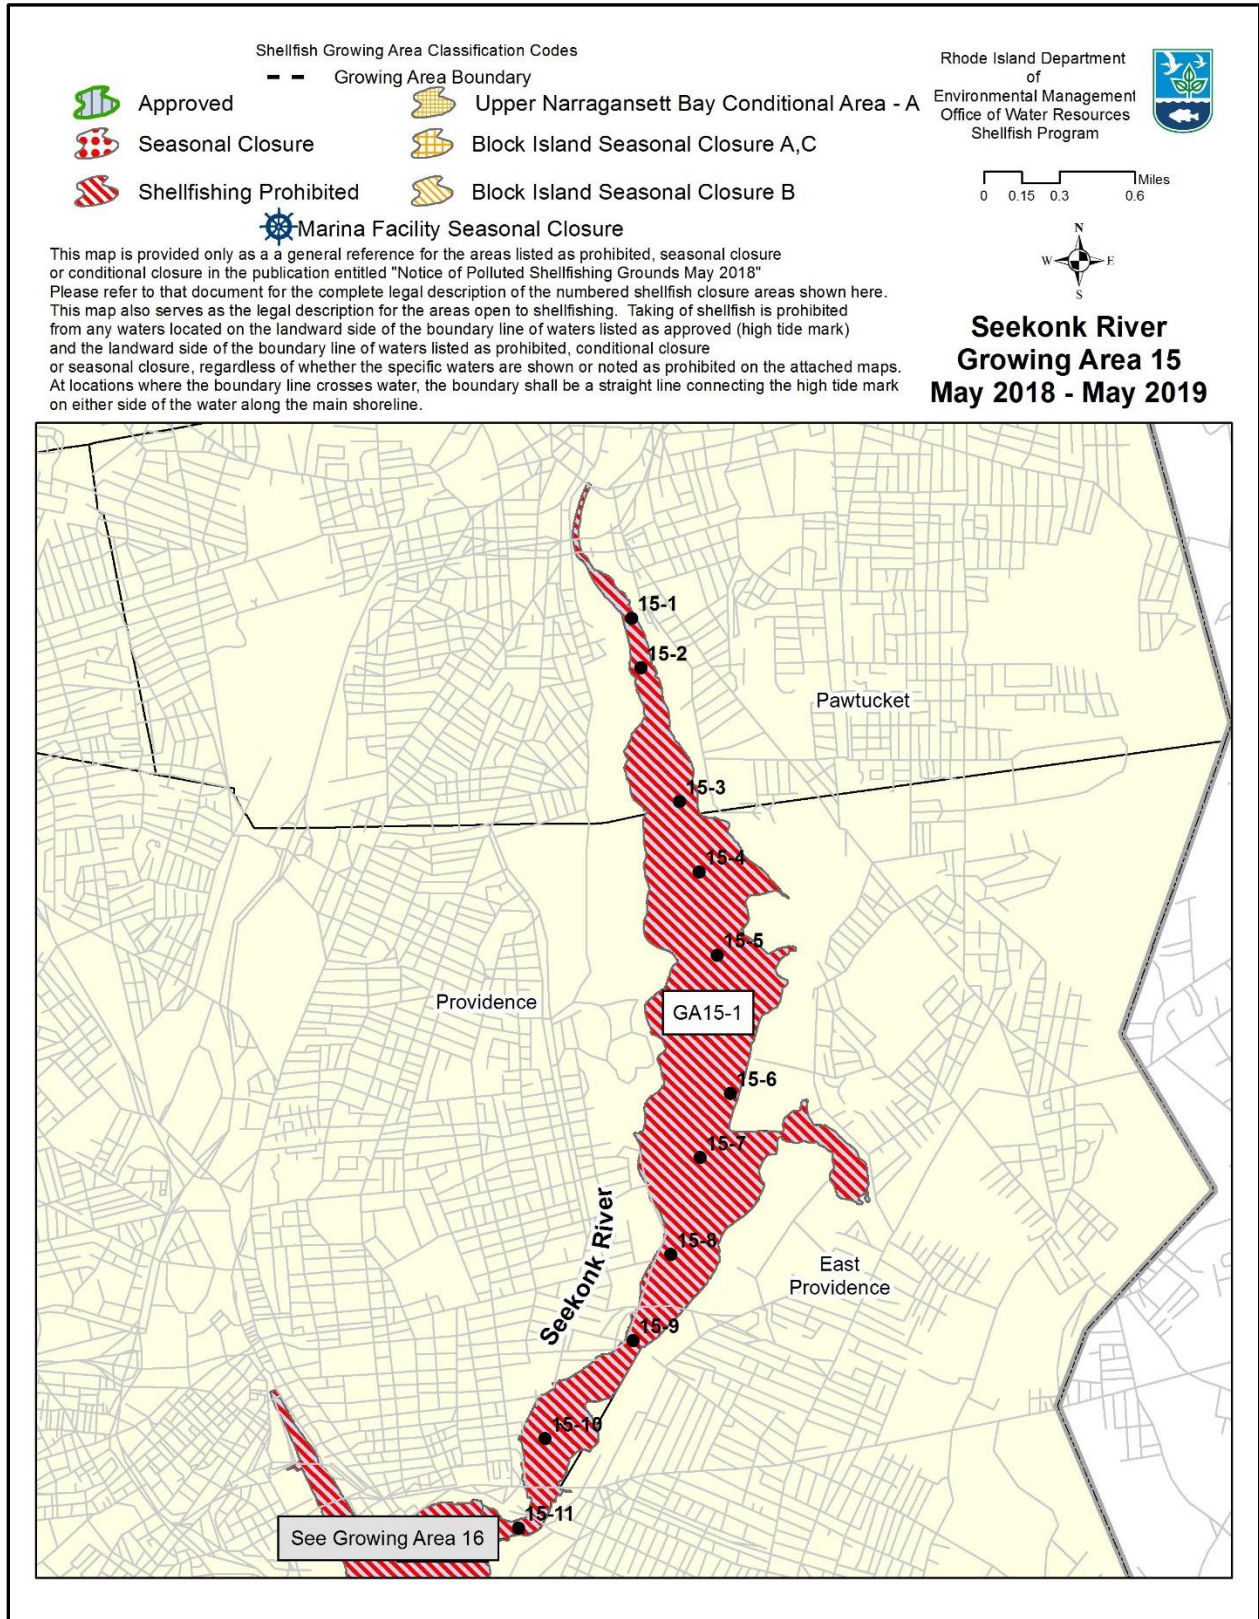 Shellfish Growing Area Classification Codes
Growing Area Boundary
Approved
Upper Narragansett Bay Conditional Area - A
Seasonal Closure
Block Island Seasonal Closure A,C
Shellfishing Prohibited
Block Island Seasonal Closure B
Marina Facility Seasonal Closure
Rhode Island Department
of
Environmental Management
Office of Water Resources
Shellfish Program
Miles
0 0.15 0.3 0.6
N
W E
S
This map is provided only as a a general reference for the areas listed as prohibited, seasonal closure
or conditional closure in the publication entitled "Notice of Polluted Shellfishing Grounds May 2018"
Please refer to that document for the complete legal description of the numbered shellfish closure areas shown here.
This map also serves as the legal description for the areas open to shellfishing. Taking of shellfish is prohibited
from any waters located on the landward side of the boundary line of waters listed as approved (high tide mark)
and the landward side of the boundary line of waters listed as prohibited, conditional closure
or seasonal closure, regardless of whether the specific waters are shown or noted as prohibited on the attached maps.
At locations where the boundary line crosses water, the boundary shall be a straight line connecting the high tide mark
on either side of the water along the main shoreline.
Seekonk River
Growing Area 15
May 2018 - May 2019
15-1
15-2
Pawtucket
15-3
15-4
15-5
Providence
GA15-1
15-6
15-7
Seekonk River
15-8
East
Providence
15-9
15-10
15-11
See Growing Area 16